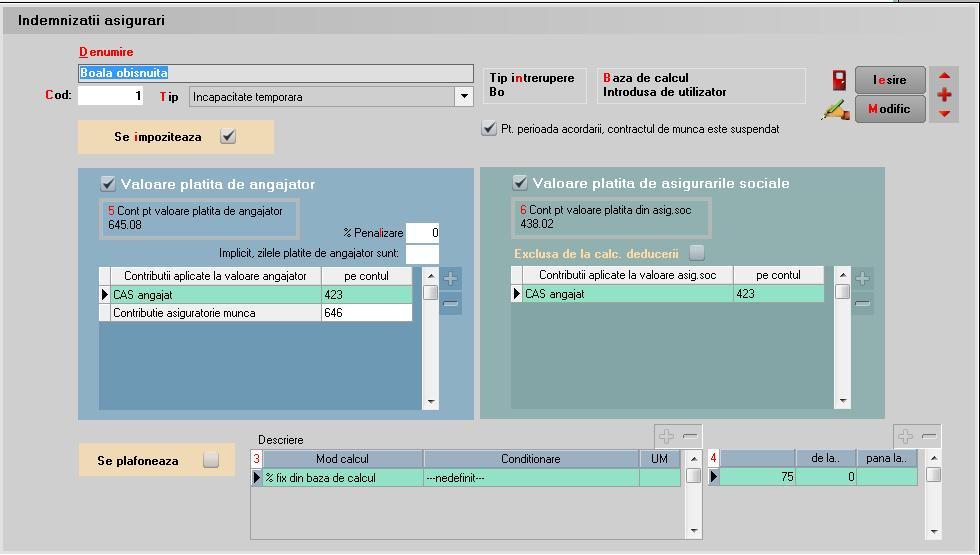 Indemnizatii asigurari
Denumire
Boala obisnuita
Cod: 1 Tip Incapacitate temporara
Tip intrerupere
Bo
Baza de calcul
Introdusa de utilizator
Iesire
Modific
Se impoziteaza
Pt. perioada acordarii, contractul de munca este suspendat
Valoare platita de angajator
5 Cont pt valoare platita de angajator
645.08
% Penalizare 0
Implicit, zilele platite de angajator sunt:
Contributii aplicate la valoare angajator pe contul
CAS angajat 423
Contributie asiguratorie munca 646
Valoare platita de asigurarile sociale
6 Cont pt valoare platita din asig.soc
438.02
Exclusa de la calc. deducerii
Contributii aplicate la valoare asig.soc pe contul
CAS angajat 423
Se plafoneaza
Descriere
3 Mod calcul Conditionare UM
% fix din baza de calcul ---nedefinit---
4 de la.. pana la..
75 0